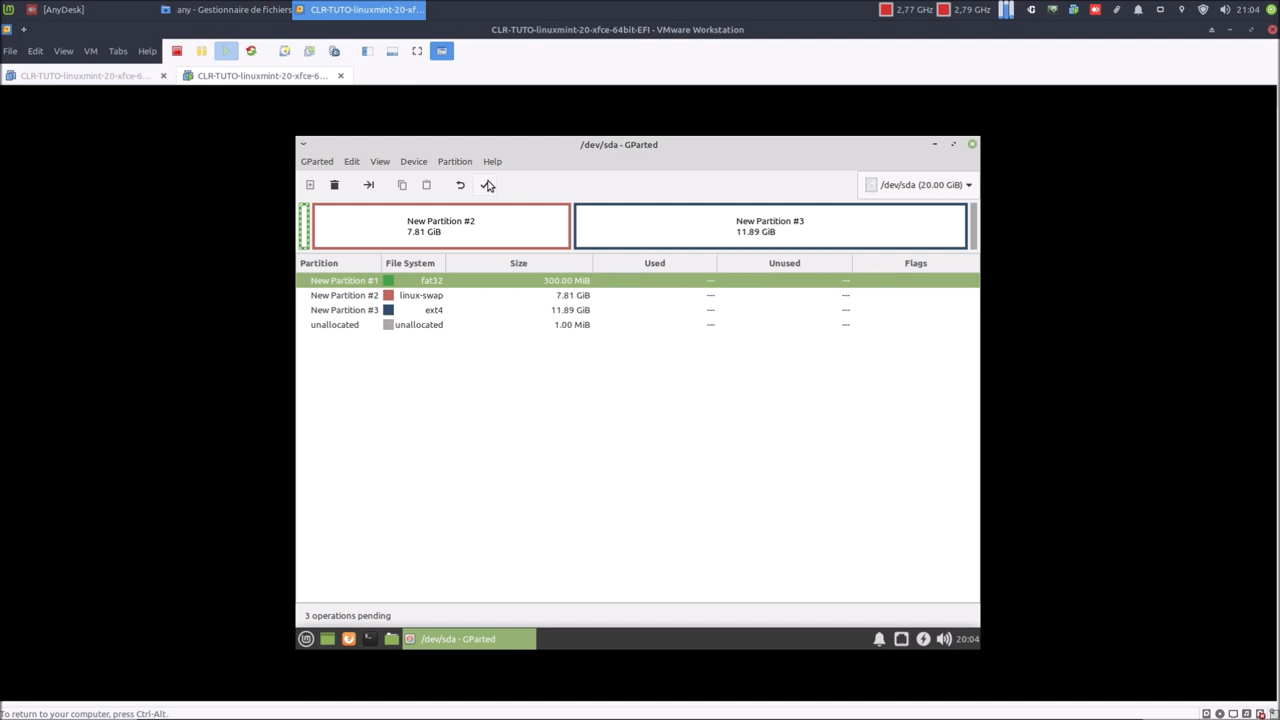 [AnyDesk] any - Gestionnaire de fichiers CLR-TUTO-linuxmint-20-xf... 2,77 GHz 2,79 GHz 21:04
CLR-TUTO-linuxmint-20-xfce-64bit-EFI - VMware Workstation
File Edit View VM Tabs Help
CLR-TUTO-linuxmint-20-xfce-6... CLR-TUTO-linuxmint-20-xfce-6...
/dev/sda - GParted
GParted Edit View Device Partition Help
/dev/sda (20.00 GiB)
New Partition #2 New Partition #3
7.81 GiB 11.89 GiB
Partition File System Size Used Unused Flags
New Partition #1 fat32 300.00 MiB --- ---
New Partition #2 linux-swap 7.81 GiB --- ---
New Partition #3 ext4 11.89 GiB --- ---
unallocated unallocated 1.00 MiB --- ---
3 operations pending
/dev/sda - GParted 20:04
To return to your computer, press Ctrl-Alt.